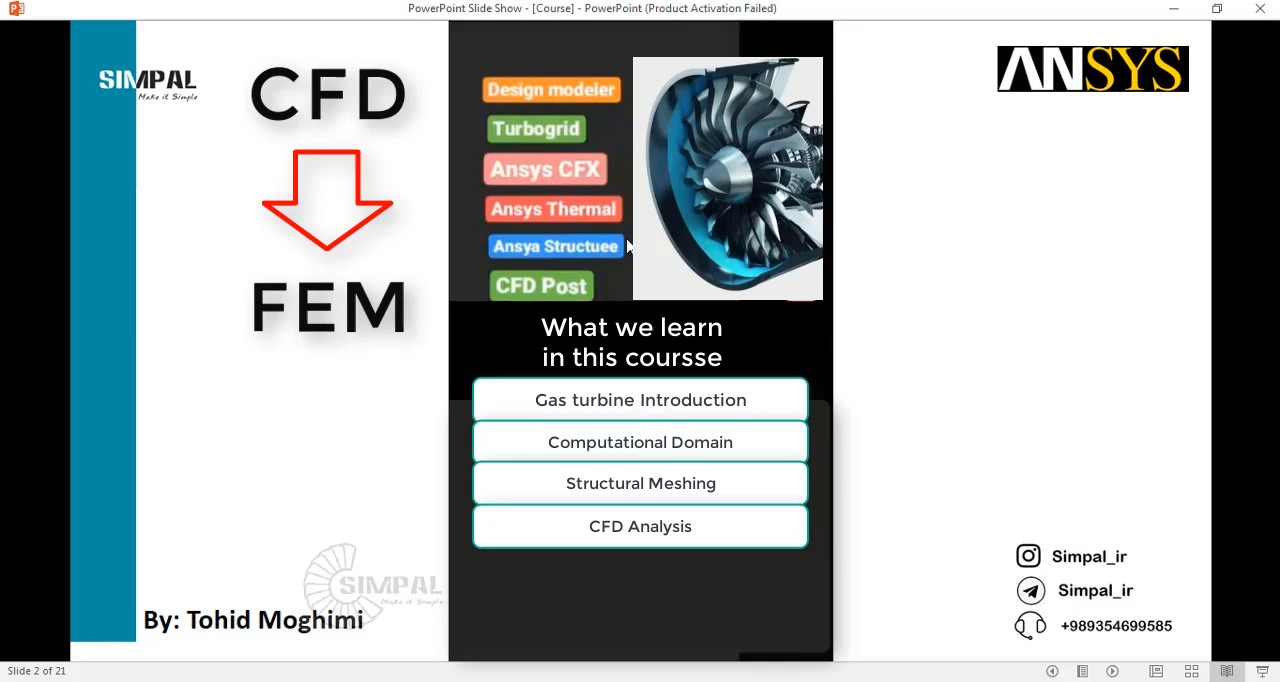 PowerPoint Slide Show - [Course] - PowerPoint (Product Activation Failed)
SIMPAL
Make it Simple
CFD
FEM
Design modeler
Turbogrid
Ansys CFX
Ansys Thermal
Ansya Structuee
CFD Post
ANSYS
What we learn
in this coursse
Gas turbine Introduction
Computational Domain
Structural Meshing
CFD Analysis
SIMPAL
Make it Simple
By: Tohid Moghimi
Simpal_ir
Simpal_ir
+989354699585
Slide 2 of 21